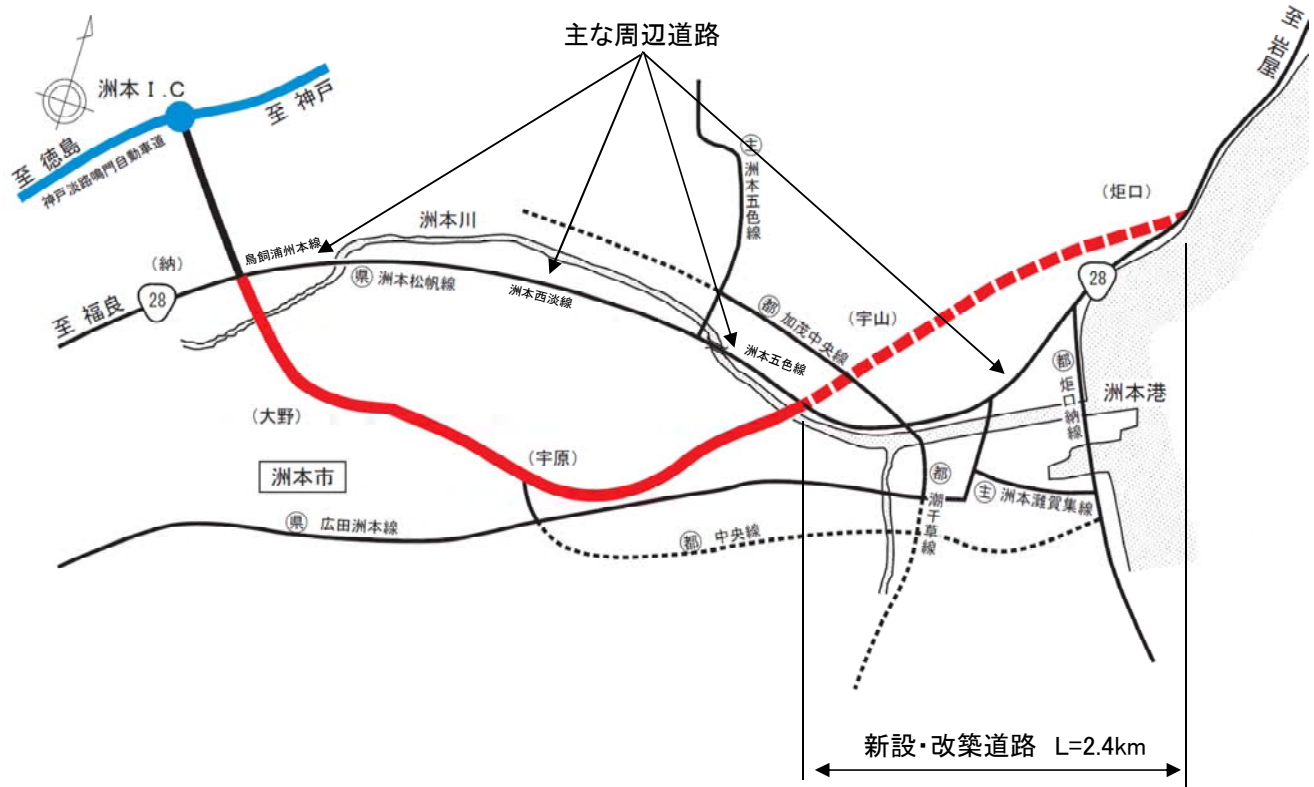 主な周辺道路
至 岩屋
洲本 I.C
至 神戸
至 徳島
神戸淡路鳴門自動車道
主
洲本五色線
(炬口)
洲本川
鳥飼浦州本線
(納)
28
至 福良
県 洲本松帆線
洲本西淡線
都 加茂中央線
(宇山)
28
洲本五色線
都 炬口納線
洲本港
(大野)
(宇原)
洲本市
都 潮干草線
主 洲本灘賀集線
県 広田洲本線
都 中央線
新設・改築道路 L=2.4km